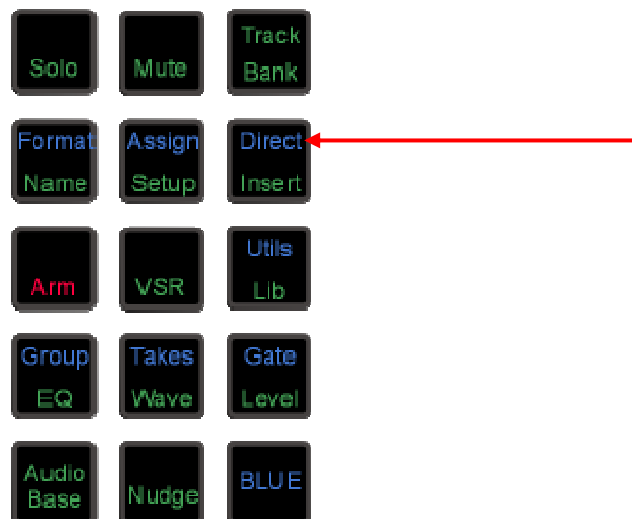 Solo
Mute
Track
Bank
Format
Name
Assign
Setup
Direct
Insert
Arm
VSR
Utils
Lib
Group
EQ
Takes
Wave
Gate
Level
Audio
Base
Nudge
BLUE